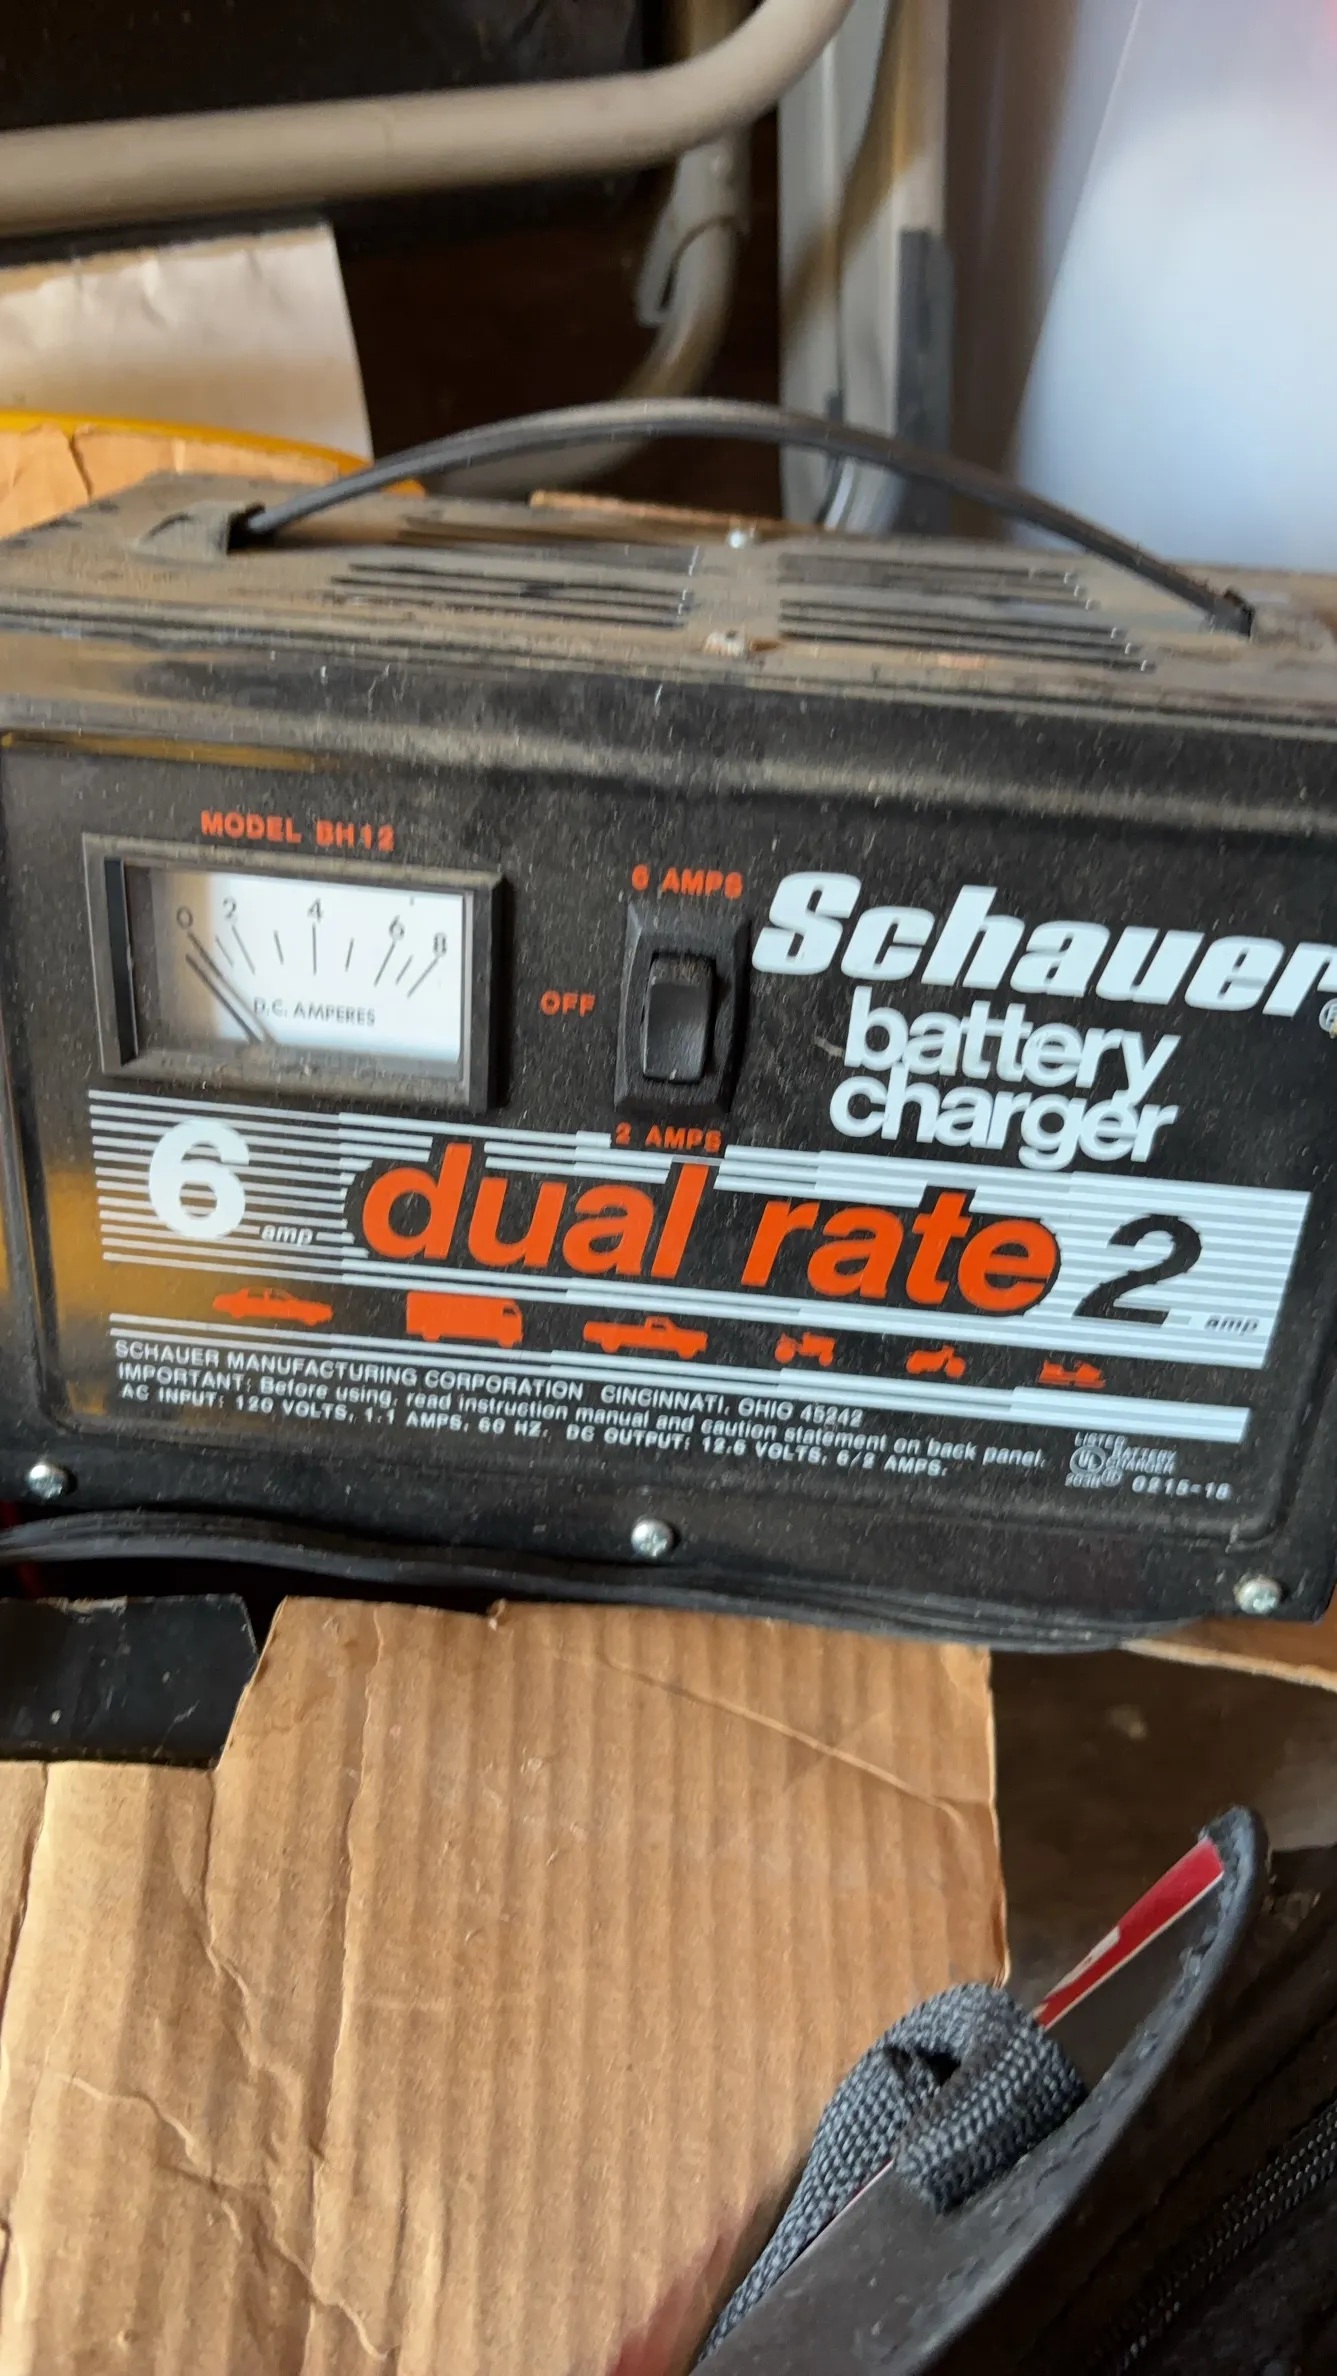 MODEL BH12
0 2 4 6 8
D.C. AMPERES
6 AMPS
OFF
2 AMPS
Schauer®
battery
charger
6 amp dual rate 2 amp
SCHAUER MANUFACTURING CORPORATION CINCINNATI, OHIO 45242
IMPORTANT: Before using, read instruction manual and caution statement on back panel.
AC INPUT: 120 VOLTS, 1.1 AMPS, 60 HZ. DC OUTPUT: 12.6 VOLTS, 6/2 AMPS.
LISTED
UL BATTERY
CHARGER
0215-18